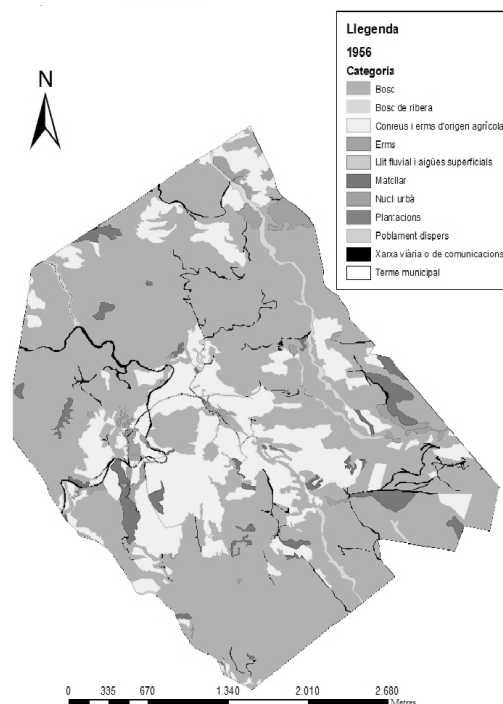 Llegenda
1956
Categoria
Bosc
Bosc de ribera
Conreus i erms d'origen agrícola
Erms
Llit fluvial i aigües superficials
Matollar
Nucli urbà
Plantacions
Poblament dispers
Xarxa viària o de comunicacions
Terme municipal
N
0 335 670 1.340 2.010 2.680
Metres